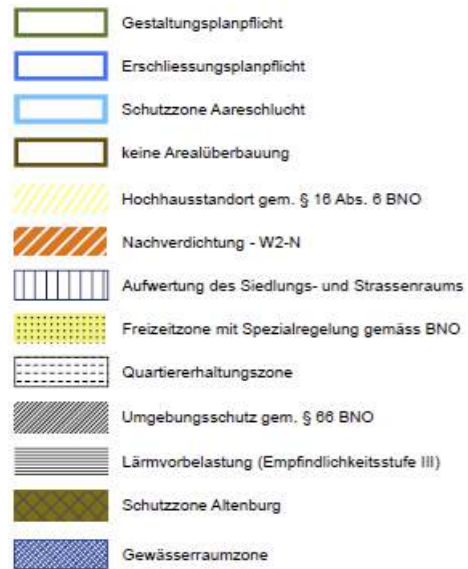 Gestaltungsplanpflicht
Erschliessungsplanpflicht
Schutzzone Aareschlucht
keine Arealüberbauung
Hochhausstandort gem. § 16 Abs. 6 BNO
Nachverdichtung - W2-N
Aufwertung des Siedlungs- und Strassenraums
Freizeitzone mit Spezialregelung gemäss BNO
Quartiererhaltungszone
Umgebungsschutz gem. § 66 BNO
Lärmvorbelastung (Empfindlichkeitsstufe III)
Schutzzone Altenburg
Gewässerraumzone